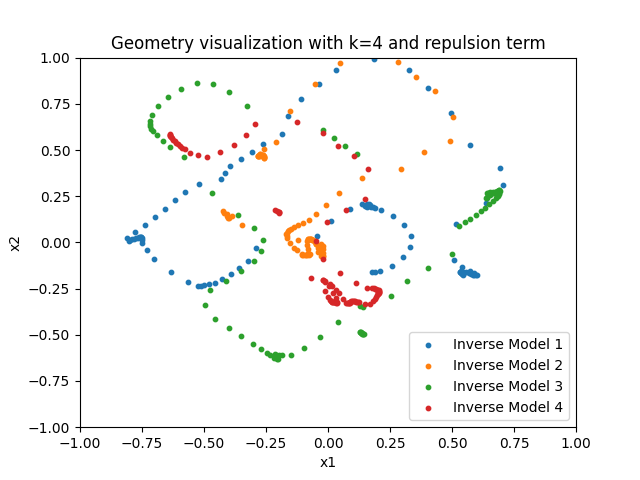 Geometry visualization with k=4 and repulsion term
1.00
0.75
0.50
0.25
0.00
−0.25
−0.50
−0.75
−1.00
x2
Inverse Model 1
Inverse Model 2
Inverse Model 3
Inverse Model 4
−1.00 −0.75 −0.50 −0.25 0.00 0.25 0.50 0.75 1.00
x1